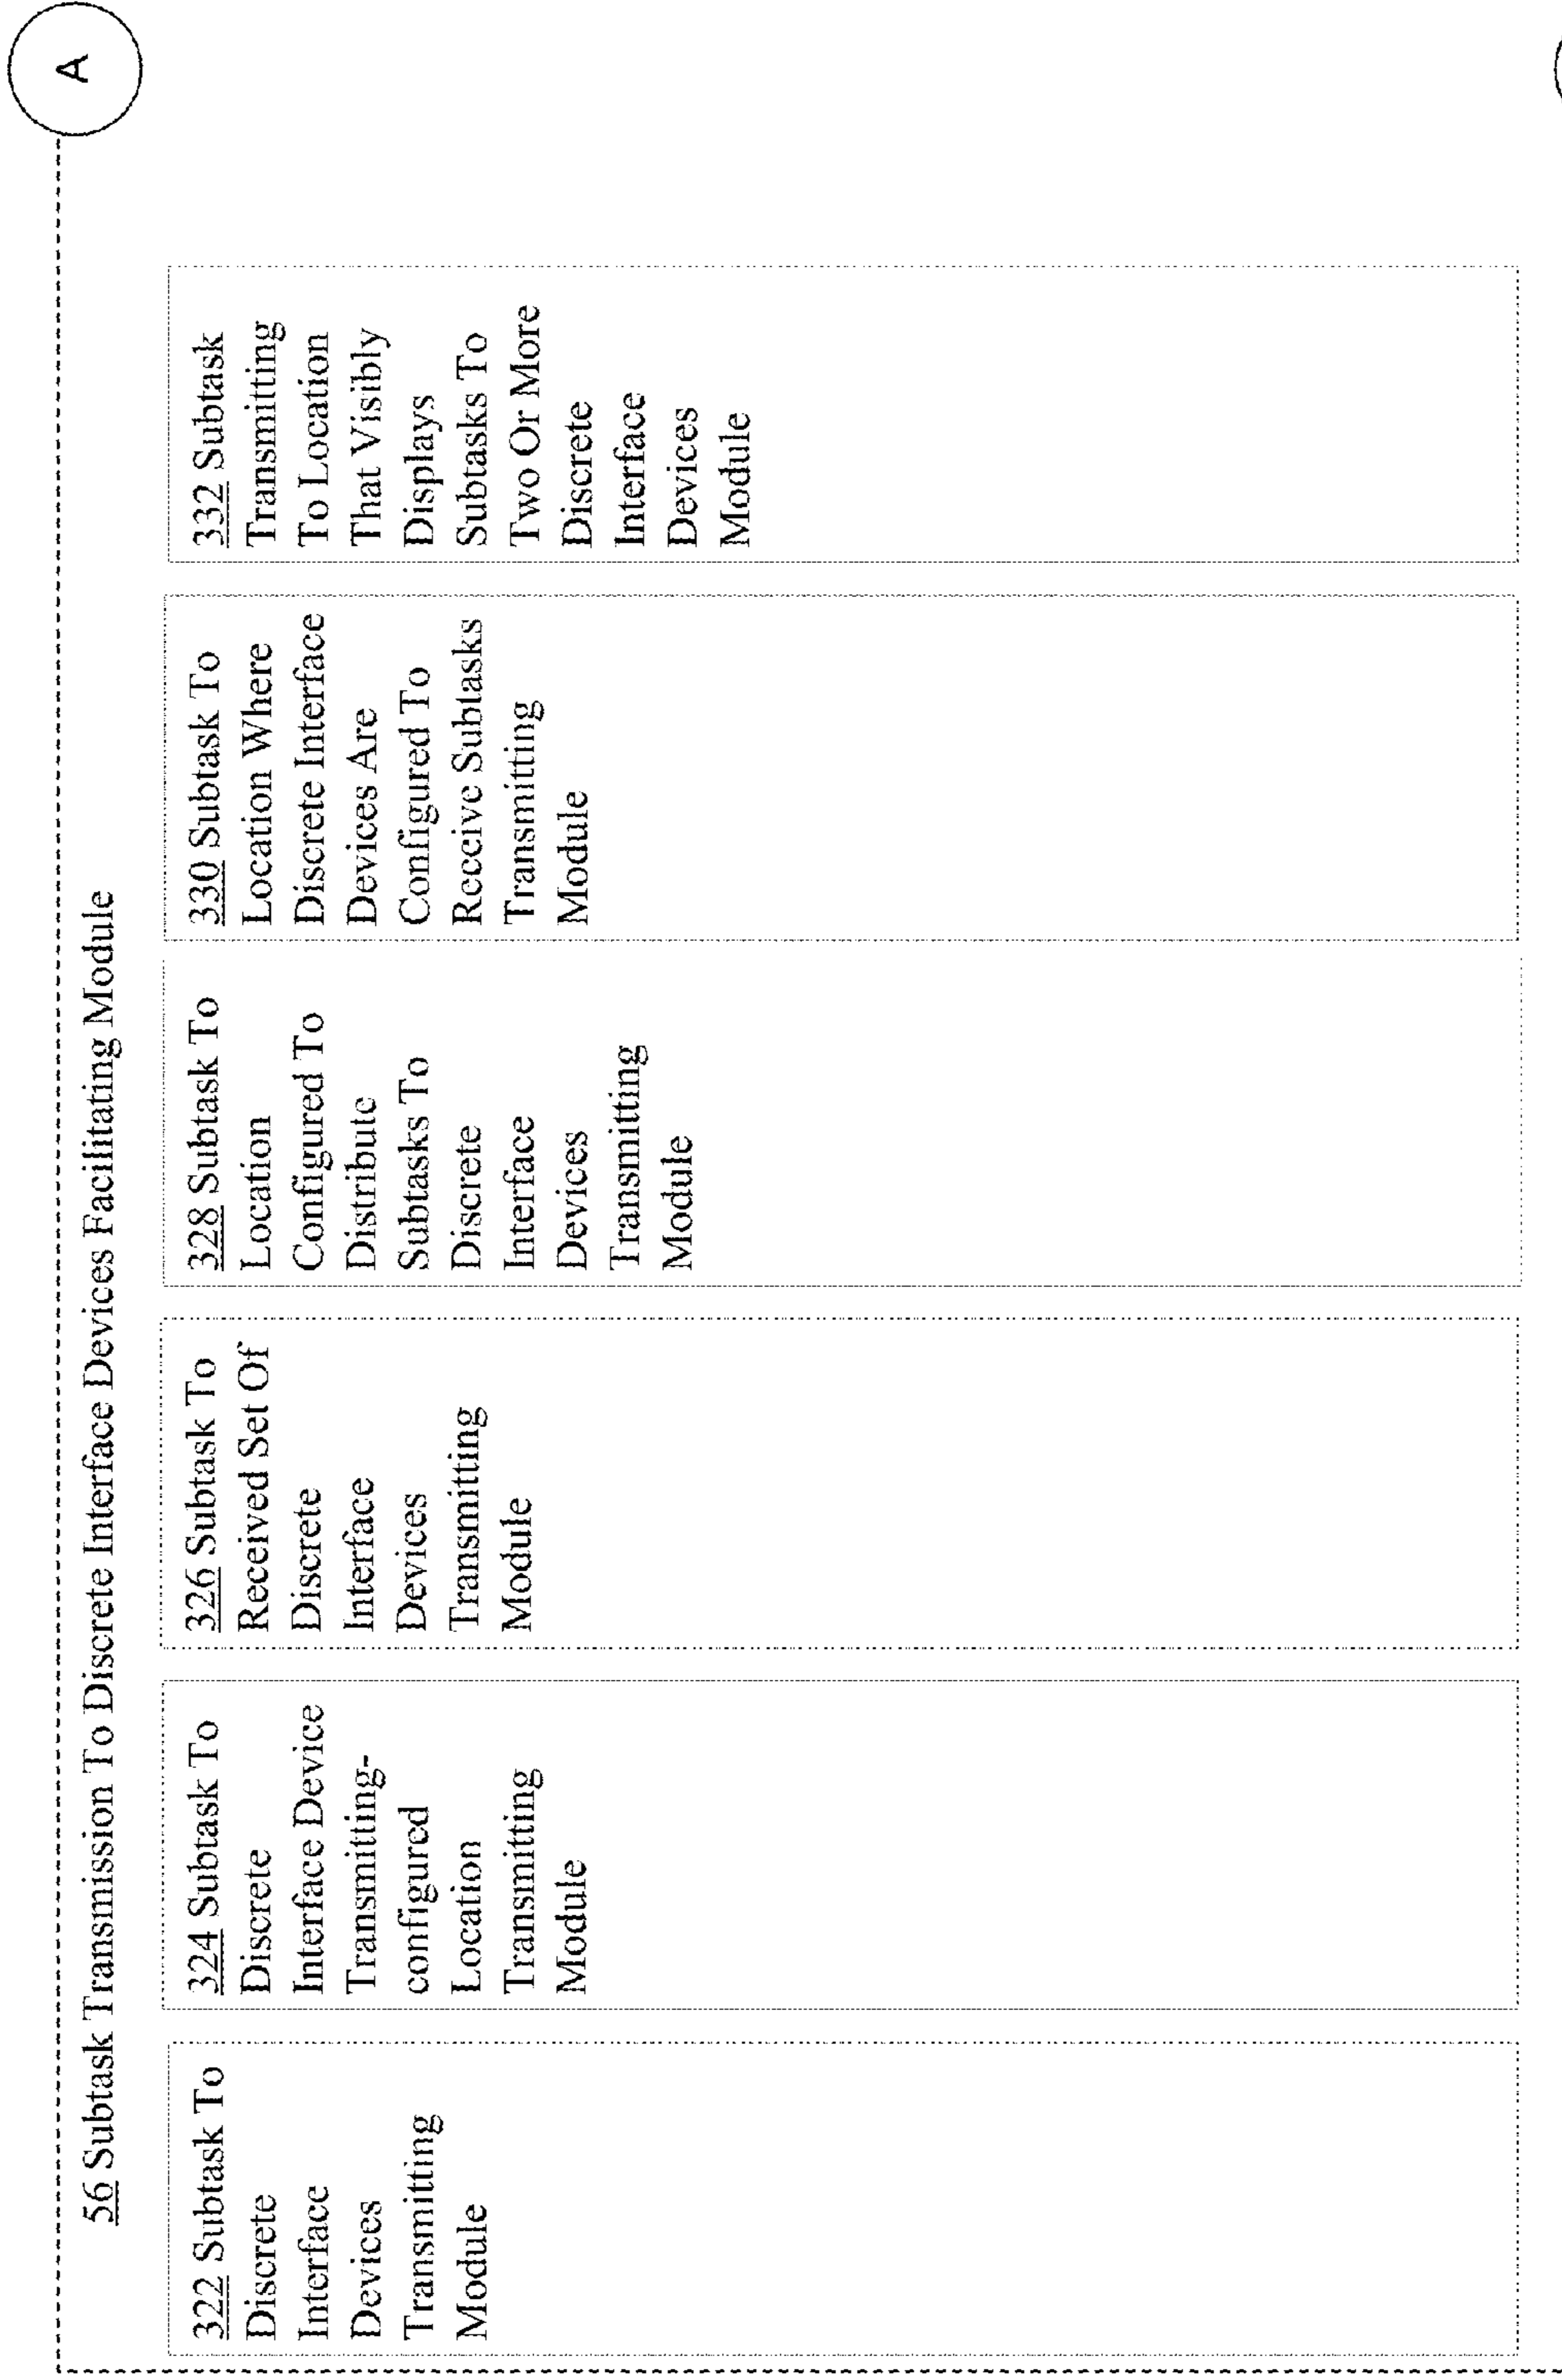 A
56 Subtask Transmission To Discrete Interface Devices Facilitating Module
322 Subtask To
Discrete
Interface
Devices
Transmitting
Module
324 Subtask To
Discrete
Interface Device
Transmitting-
configured
Location
Transmitting
Module
326 Subtask To
Received Set Of
Discrete
Interface
Devices
Transmitting
Module
328 Subtask To
Location
Configured To
Distribute
Subtasks To
Discrete
Interface
Devices
Transmitting
Module
330 Subtask To
Location Where
Discrete Interface
Devices Are
Configured To
Receive Subtasks
Transmitting
Module
332 Subtask
Transmitting
To Location
That Visibly
Displays
Subtasks To
Two Or More
Discrete
Interface
Devices
Module